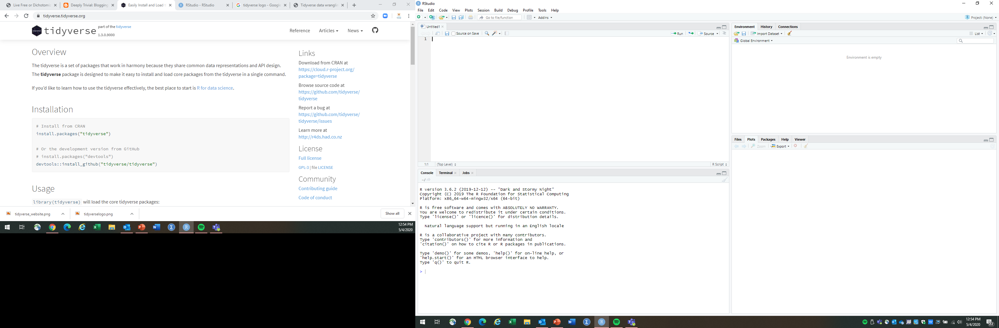 Live Free or Dichotomiz
Deeply Trivial: Blogging
Easily Install and Load t
RStudio - RStudio
tidyverse logo - Google
Tidyverse data wranglin
tidyverse.tidyverse.org
tidyverse
part of the tidyverse
1.3.0.9000
Reference
Articles
News
Overview
The tidyverse is a set of packages that work in harmony because they share common data representations and API design.
The tidyverse package is designed to make it easy to install and load core packages from the tidyverse in a single command.
If you'd like to learn how to use the tidyverse effectively, the best place to start is R for data science.
Installation
# Install from CRAN
install.packages("tidyverse")
# Or the development version from GitHub
# install.packages("devtools")
devtools::install_github("tidyverse/tidyverse")
Usage
library(tidyverse) will load the core tidyverse packages:
Links
Download from CRAN at
https://cloud.r-project.org/
package=tidyverse
Browse source code at
https://github.com/tidyverse/
tidyverse
Report a bug at
https://github.com/tidyverse/
tidyverse/issues
Learn more at
http://r4ds.had.co.nz
License
Full license
GPL-3 | file LICENSE
Community
Contributing guide
Code of conduct
tidyverse_website.png
tidyverselogo.png
Show all
12:54 PM
5/4/2020
RStudio
File Edit Code View Plots Session Build Debug Profile Tools Help
Go to file/function
Addins
Project: (None)
Untitled1
Source on Save
Run
Source
1
1:1
(Top Level)
R Script
Console
Terminal
Jobs
~/
R version 3.6.2 (2019-12-12) -- "Dark and Stormy Night"
Copyright (C) 2019 The R Foundation for Statistical Computing
Platform: x86_64-w64-mingw32/x64 (64-bit)
R is free software and comes with ABSOLUTELY NO WARRANTY.
You are welcome to redistribute it under certain conditions.
Type 'license()' or 'licence()' for distribution details.
Natural language support but running in an English locale
R is a collaborative project with many contributors.
Type 'contributors()' for more information and
'citation()' on how to cite R or R packages in publications.
Type 'demo()' for some demos, 'help()' for on-line help, or
'help.start()' for an HTML browser interface to help.
Type 'q()' to quit R.
>
Environment
History
Connections
Import Dataset
List
Global Environment
Environment is empty
Files
Plots
Packages
Help
Viewer
Zoom
Export
12:54 PM
5/4/2020
22